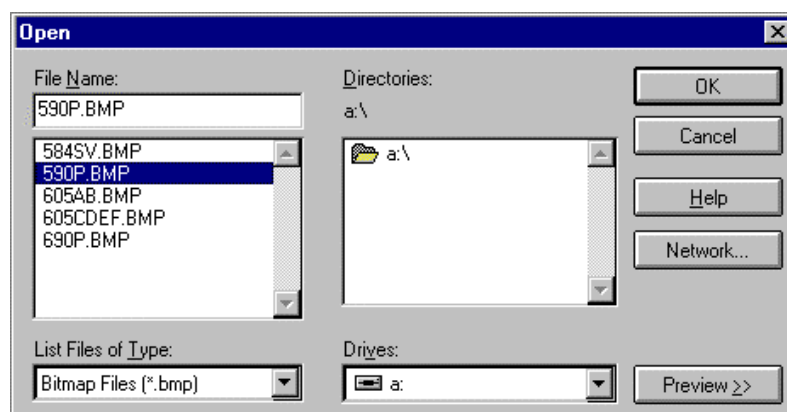 Open
File Name:
590P.BMP
584SV.BMP
590P.BMP
605AB.BMP
605CDEF.BMP
690P.BMP
List Files of Type:
Bitmap Files (*.bmp)
Directories:
a:\
a:\
Drives:
a:
OK
Cancel
Help
Network...
Preview >>